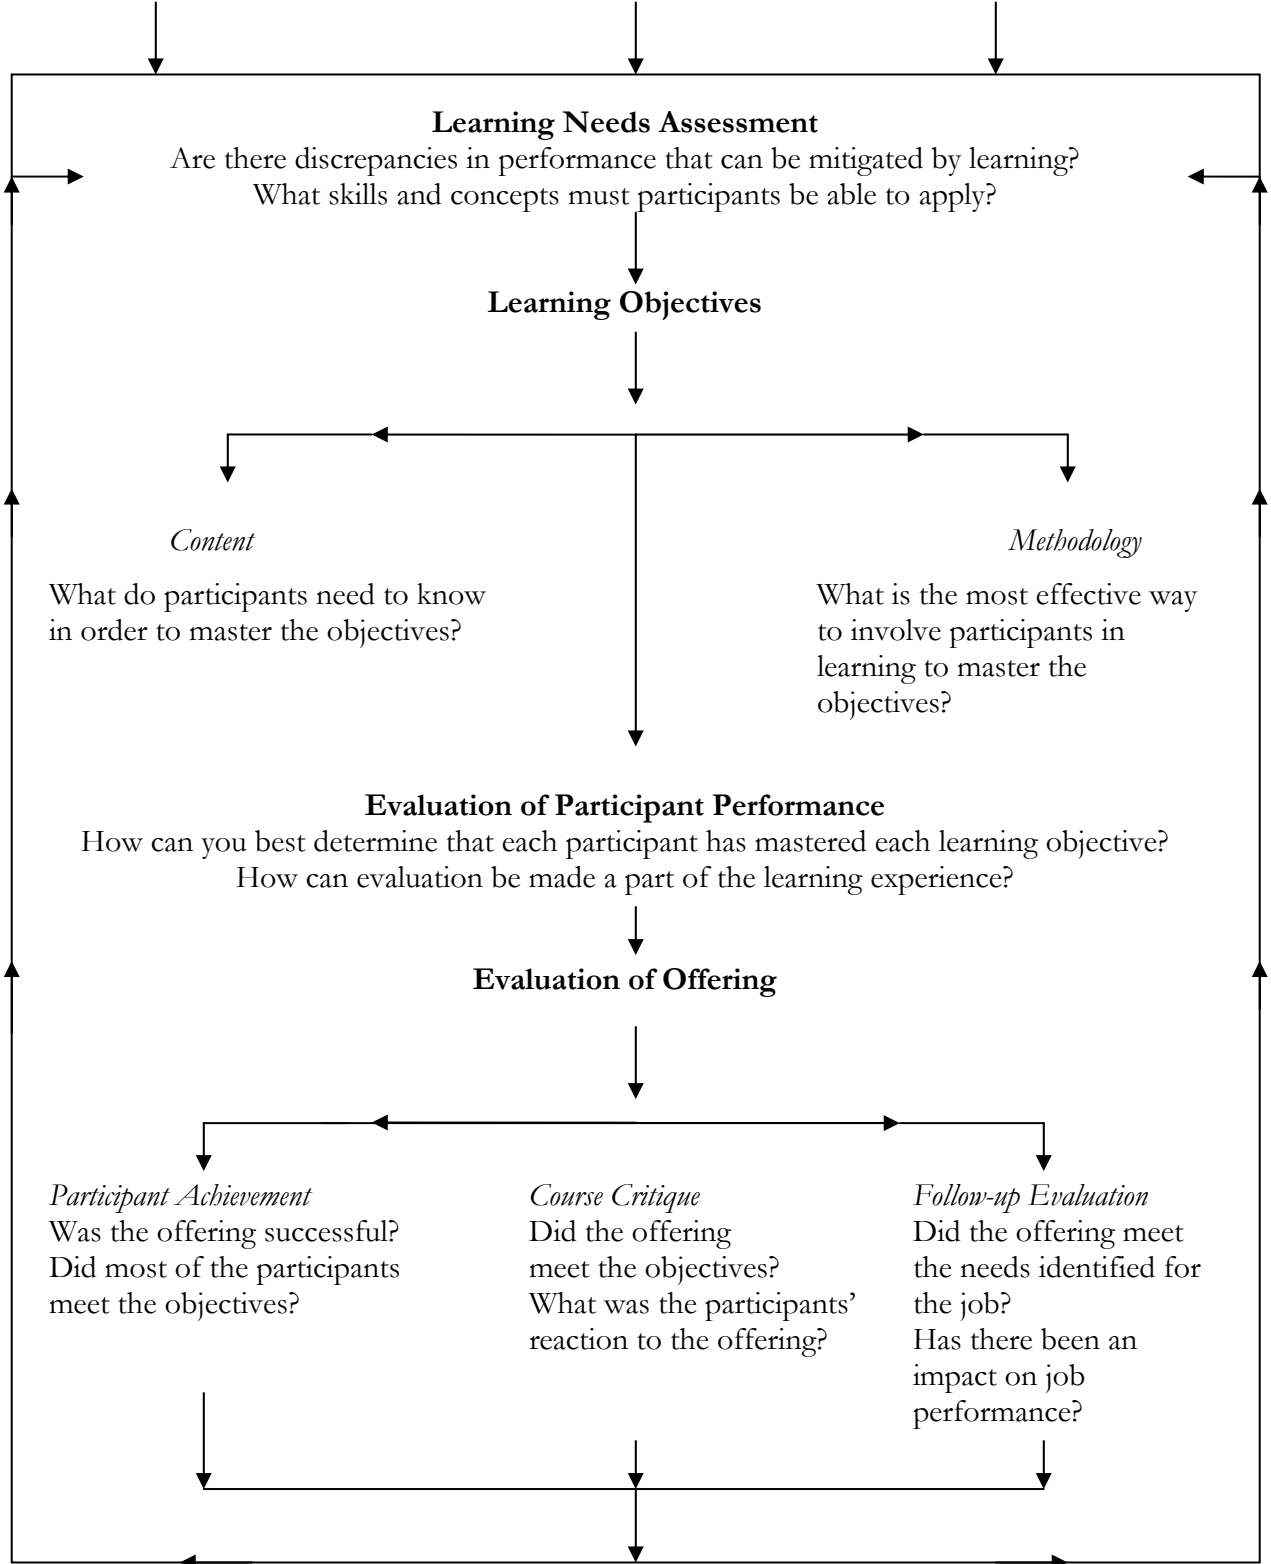 Learning Needs Assessment
Are there discrepancies in performance that can be mitigated by learning?
What skills and concepts must participants be able to apply?
Learning Objectives
Content
What do participants need to know
in order to master the objectives?
Methodology
What is the most effective way
to involve participants in
learning to master the
objectives?
Evaluation of Participant Performance
How can you best determine that each participant has mastered each learning objective?
How can evaluation be made a part of the learning experience?
Evaluation of Offering
Participant Achievement
Was the offering successful?
Did most of the participants
meet the objectives?
Course Critique
Did the offering
meet the objectives?
What was the participants’
reaction to the offering?
Follow-up Evaluation
Did the offering meet
the needs identified for
the job?
Has there been an
impact on job
performance?